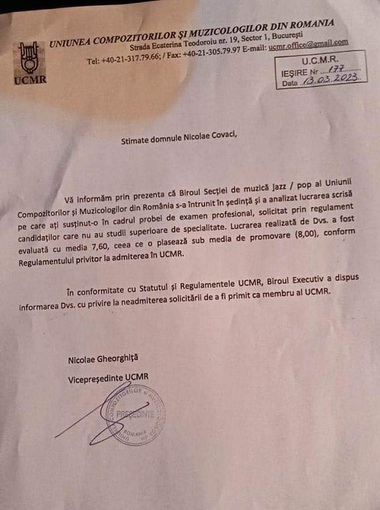 UNIUNEA COMPOZITORILOR ȘI MUZICOLOGILOR DIN ROMANIA
Strada Ecaterina Teodoroiu nr. 19, Sector 1, București
Tel: +40-21-317.79.66; / Fax: +40-21-305.79.97 E-mail: ucmr.office@gmail.com
UCMR
U.C.M.R.
IEȘIRE Nr. 177
Data 13.03.2023
Stimate domnule Nicolae Covaci,
Vă informăm prin prezenta că Biroul Secției de muzică Jazz / pop al Uniunii
Compozitorilor și Muzicologilor din România s-a întrunit în ședință și a analizat lucrarea scrisă
pe care ați susținut-o în cadrul probei de examen profesional, solicitat prin regulament
candidaților care nu au studii superioare de specialitate. Lucrarea realizată de Dvs. a fost
evaluată cu media 7,60, ceea ce o plasează sub media de promovare (8,00), conform
Regulamentului privitor la admiterea în UCMR.
În conformitate cu Statutul și Regulamentele UCMR, Biroul Executiv a dispus
informarea Dvs. cu privire la neadmiterea solicitării de a fi primit ca membru al UCMR.
Nicolae Gheorghiță
Vicepreședinte UCMR
PREȘEDINTE
ROMANIA